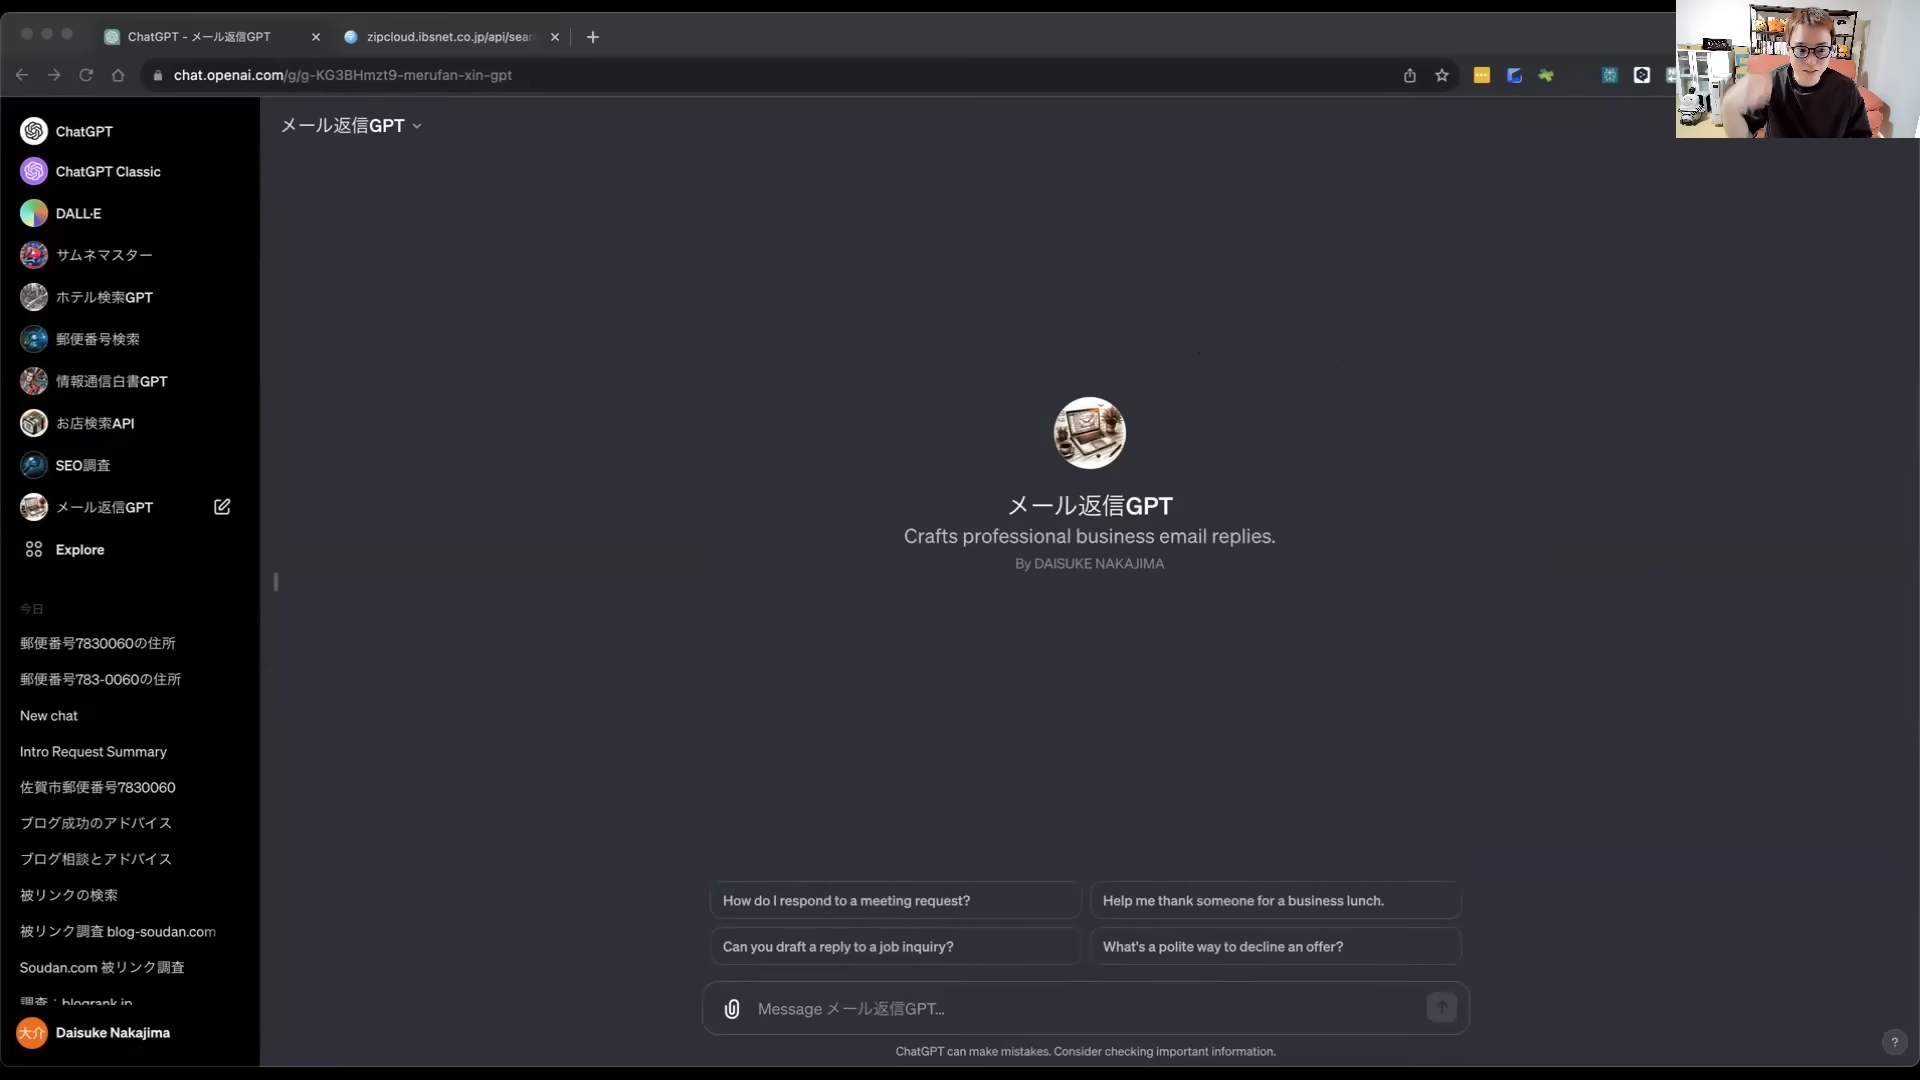 ChatGPT - メール返信GPT
zipcloud.ibsnet.co.jp/api/sear
chat.openai.com/g/g-KG3BHmzt9-merufan-xin-gpt
ChatGPT
ChatGPT Classic
DALL·E
サムネマスター
ホテル検索GPT
郵便番号検索
情報通信白書GPT
お店検索API
SEO調査
メール返信GPT
Explore
今日
郵便番号7830060の住所
郵便番号783-0060の住所
New chat
Intro Request Summary
佐賀市郵便番号7830060
ブログ成功のアドバイス
ブログ相談とアドバイス
被リンクの検索
被リンク調査 blog-soudan.com
Soudan.com 被リンク調査
調査：blogrank.jp
大介
Daisuke Nakajima
メール返信GPT
メール返信GPT
Crafts professional business email replies.
By DAISUKE NAKAJIMA
How do I respond to a meeting request?
Help me thank someone for a business lunch.
Can you draft a reply to a job inquiry?
What's a polite way to decline an offer?
Message メール返信GPT...
ChatGPT can make mistakes. Consider checking important information.
?